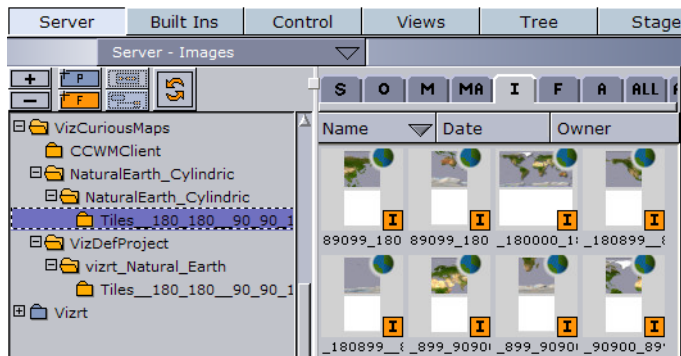 Server Built Ins Control Views Tree Stage
Server - Images
P
F
S O M MA I F A ALL
Name Date Owner
VizCuriousMaps
CCWMClient
NaturalEarth_Cylindric
NaturalEarth_Cylindric
Tiles__180_180__90_90_1
VizDefProject
vizrt_Natural_Earth
Tiles__180_180__90_90_1
Vizrt
I I I I
89099_180 89099_180 _180000_1: _180899__
I I I I
_180899__ _899_9090 _899_9090 _90900_89